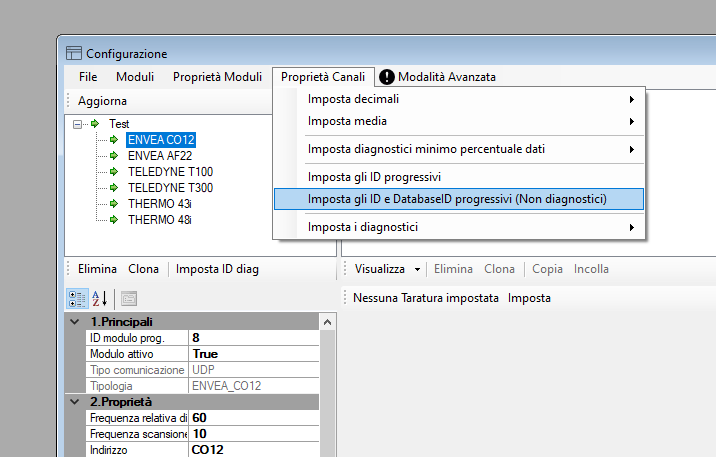 Configurazione
File Moduli Proprietà Moduli Proprietà Canali Modalità Avanzata
Aggiorna
Imposta decimali
Imposta media
Imposta diagnostici minimo percentuale dati
Imposta gli ID progressivi
Imposta gli ID e DatabaseID progressivi (Non diagnostici)
Imposta i diagnostici
Test
ENVEA CO12
ENVEA AF22
TELEDYNE T100
TELEDYNE T300
THERMO 43i
THERMO 48i
Elimina Clona Imposta ID diag
Visualizza Elimina Clona Copia Incolla
Nessuna Taratura impostata Imposta
1.Principali
ID modulo prog. 8
Modulo attivo True
Tipo comunicazione UDP
Tipologia ENVEA_CO12
2.Proprietà
Frequenza relativa di 60
Frequenza scansione 10
Indirizzo CO12